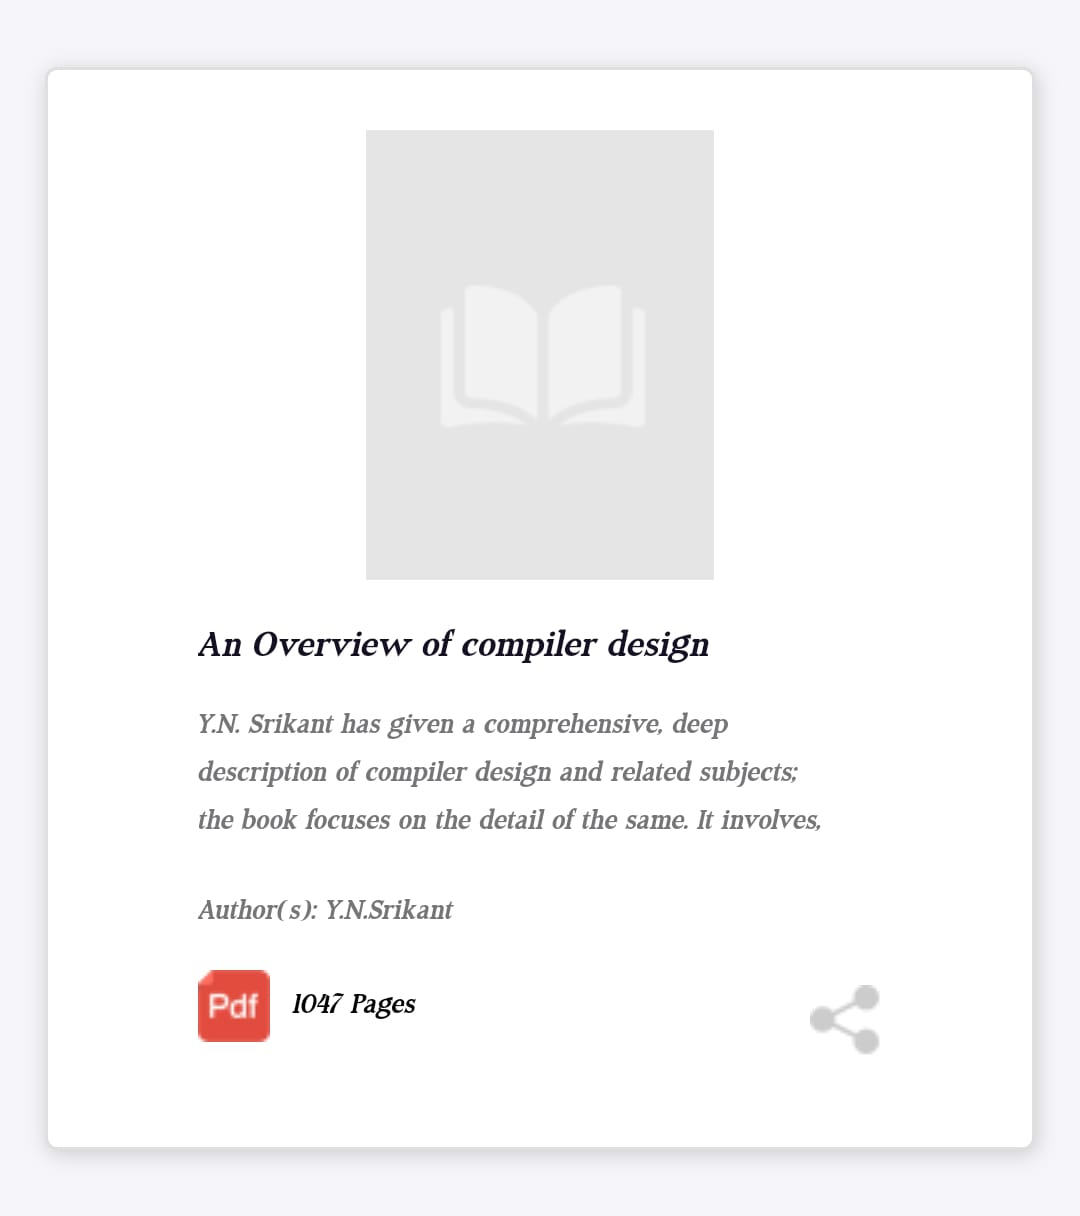 An Overview of compiler design
Y.N. Srikant has given a comprehensive, deep
description of compiler design and related subjects;
the book focuses on the detail of the same. It involves,
Author(s): Y.N.Srikant
Pdf 1047 Pages